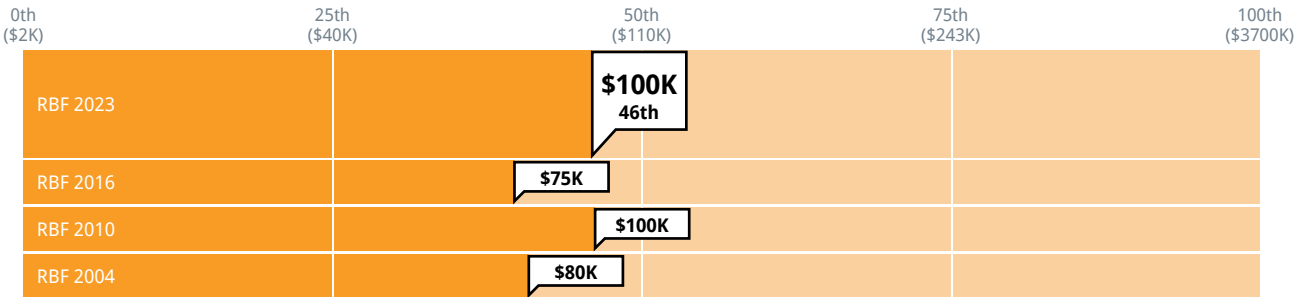 0th 25th 50th 75th 100th
($2K) ($40K) ($110K) ($243K) ($3700K)
RBF 2023
$100K
46th
RBF 2016 $75K
RBF 2010 $100K
RBF 2004 $80K